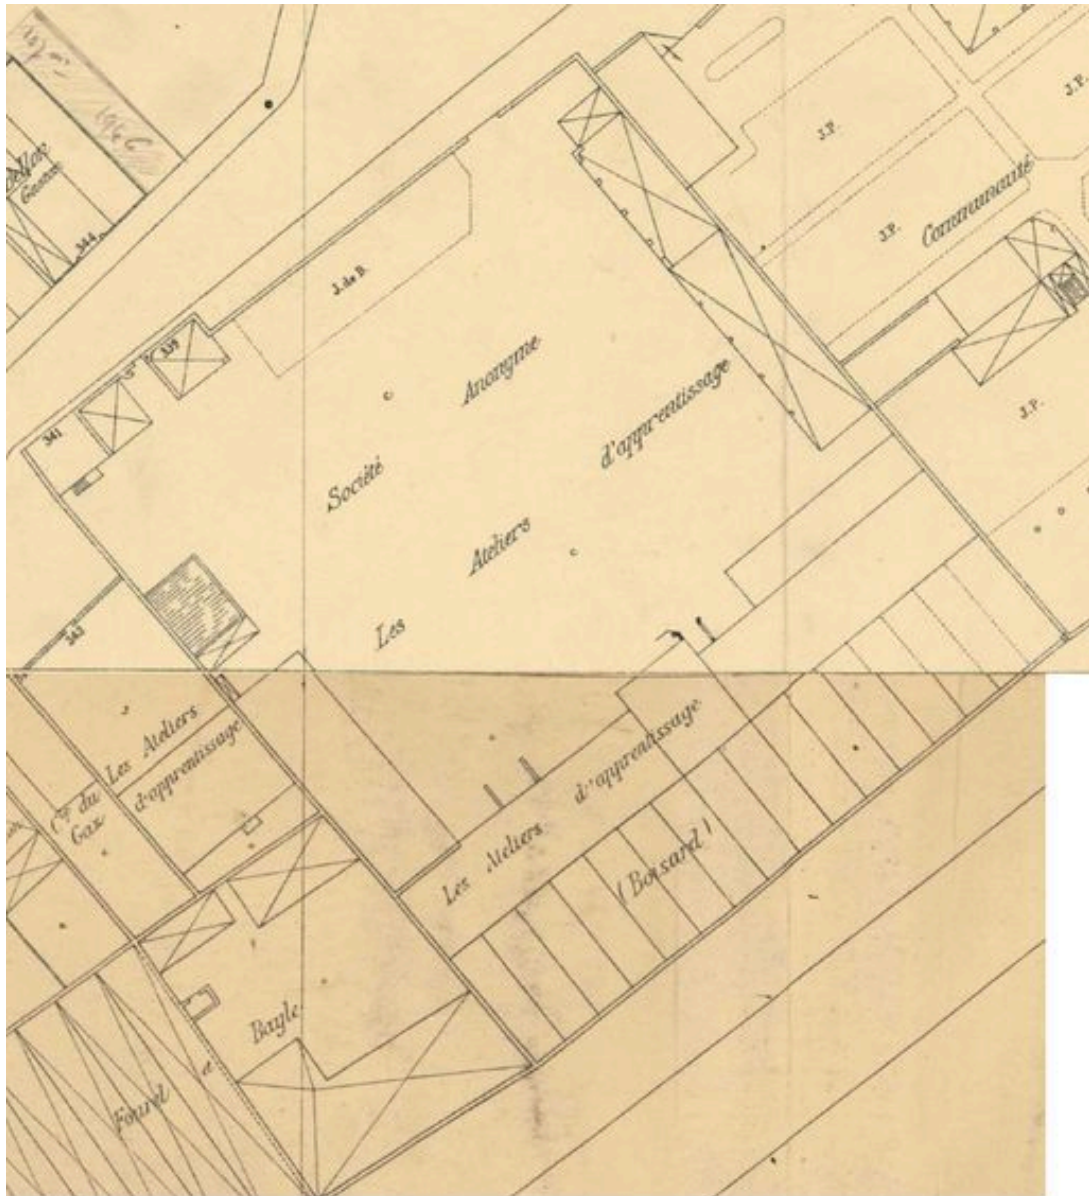 J.P.
J.P.
J.P.
Communauté
J.P.
344
J. de B.
339
341
Société
Anonyme
Les
Ateliers
d'apprentissage
343
Les Ateliers
d'apprentissage
Cie du
Gaz
Les Ateliers d'apprentissage
(Boisard)
Bayle
Fourel